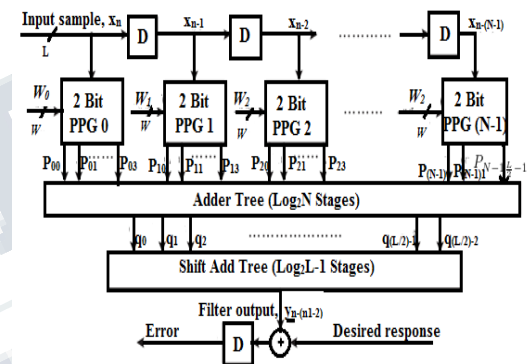 Input sample, xn D xn-1 D xn-2 ............... D xn-(N-1)
L
W0 2 Bit PPG 0 W1 2 Bit PPG 1 W2 2 Bit PPG 2 ............ W2 2 Bit PPG (N-1)
W W W W
P00 P01 P03 P10 P11 P13 P20 P21 P23 P(N-1) P(N-1)1
Adder Tree (Log2N Stages)
q0 q1 q2 ........................ q(L/2)-1 q(L/2)-2
Shift Add Tree (Log2L-1 Stages)
Filter output, yn-(n1-2)
Error D + Desired response